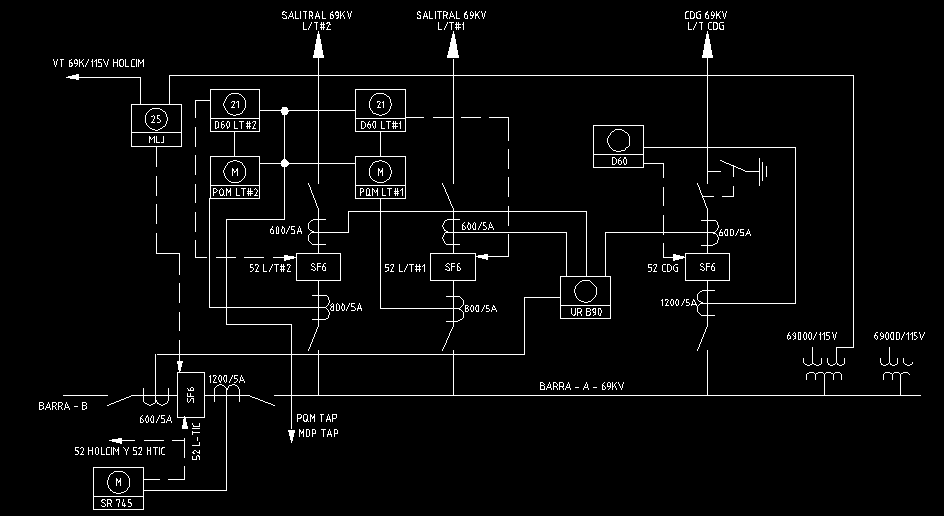 SALITRAL 69KV
L/T#2
SALITRAL 69KV
L/T#1
CDG 69KV
L/T CDG
VT 69K/115V HOLCIM
25
MLJ
21
D60 LT#2
21
D60 LT#1
D60
M
PQM LT#2
M
PQM LT#1
600/5A
600/5A
600/5A
52 L/T#2
SF6
52 L/T#1
SF6
52 CDG
SF6
UR B90
800/5A
800/5A
1200/5A
69000/115V
69000/115V
1200/5A
SF6
BARRA - A - 69KV
BARRA - B
600/5A
52 L-TIC
PQM TAP
MDP TAP
52 HOLCIM Y 52 HTIC
M
SR 745